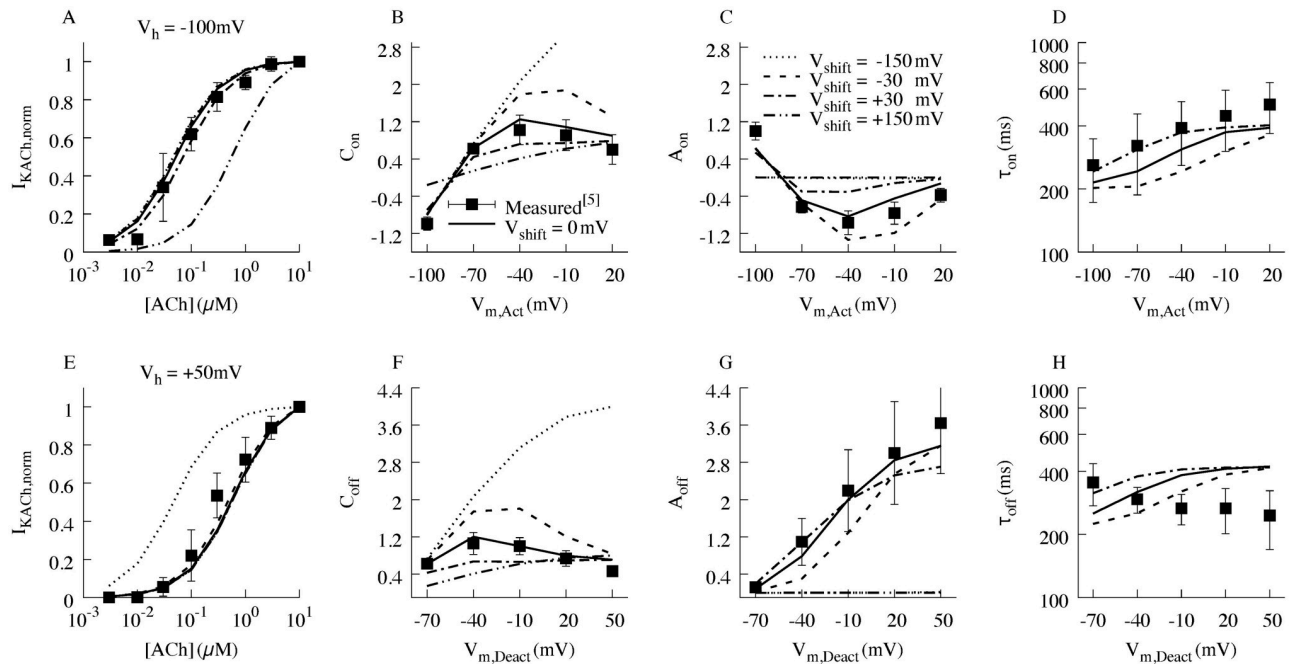 A
V_h = -100mV
I_KACh,norm
1
0.8
0.6
0.4
0.2
0
10^-3 10^-2 10^-1 10^0 10^1
[ACh] (µM)
B
C_on
2.8
2
1.2
0.4
-0.4
-1.2
Measured[5]
V_shift = 0 mV
-100 -70 -40 -10 20
V_m,Act (mV)
C
A_on
2.8
2
1.2
0.4
-0.4
-1.2
V_shift = -150 mV
V_shift = -30 mV
V_shift = +30 mV
V_shift = +150 mV
-100 -70 -40 -10 20
V_m,Act (mV)
D
τ_on (ms)
1000
800
600
400
200
100
-100 -70 -40 -10 20
V_m,Act (mV)
E
V_h = +50mV
I_KACh,norm
1
0.8
0.6
0.4
0.2
0
10^-3 10^-2 10^-1 10^0 10^1
[ACh] (µM)
F
C_off
4.4
3.6
2.8
2
1.2
0.4
-70 -40 -10 20 50
V_m,Deact (mV)
G
A_off
4.4
3.6
2.8
2
1.2
0.4
-70 -40 -10 20 50
V_m,Deact (mV)
H
τ_off (ms)
1000
800
600
400
200
100
-70 -40 -10 20 50
V_m,Deact (mV)